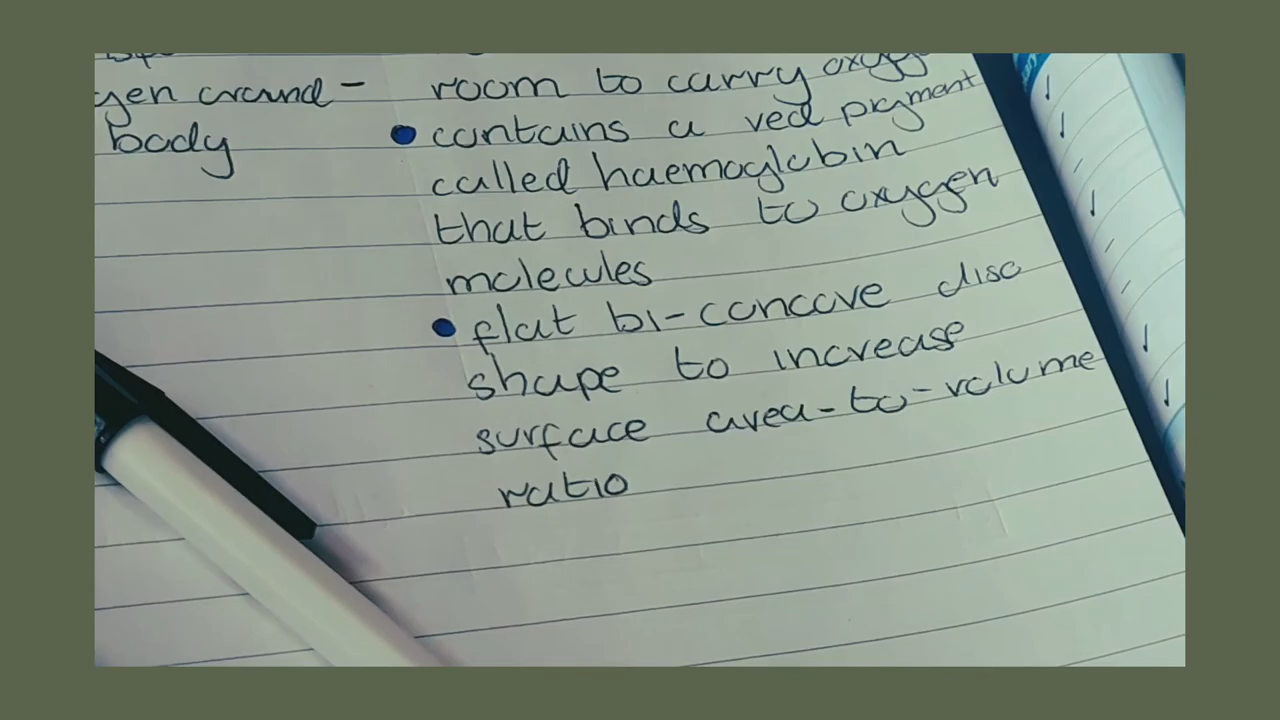 gen around -
body
room to carry oxyg
• contains a red pigment
called haemoglobin
that binds to oxygen
molecules
• flat bi-concave disc
shape to increase
surface area-to-volume
ratio